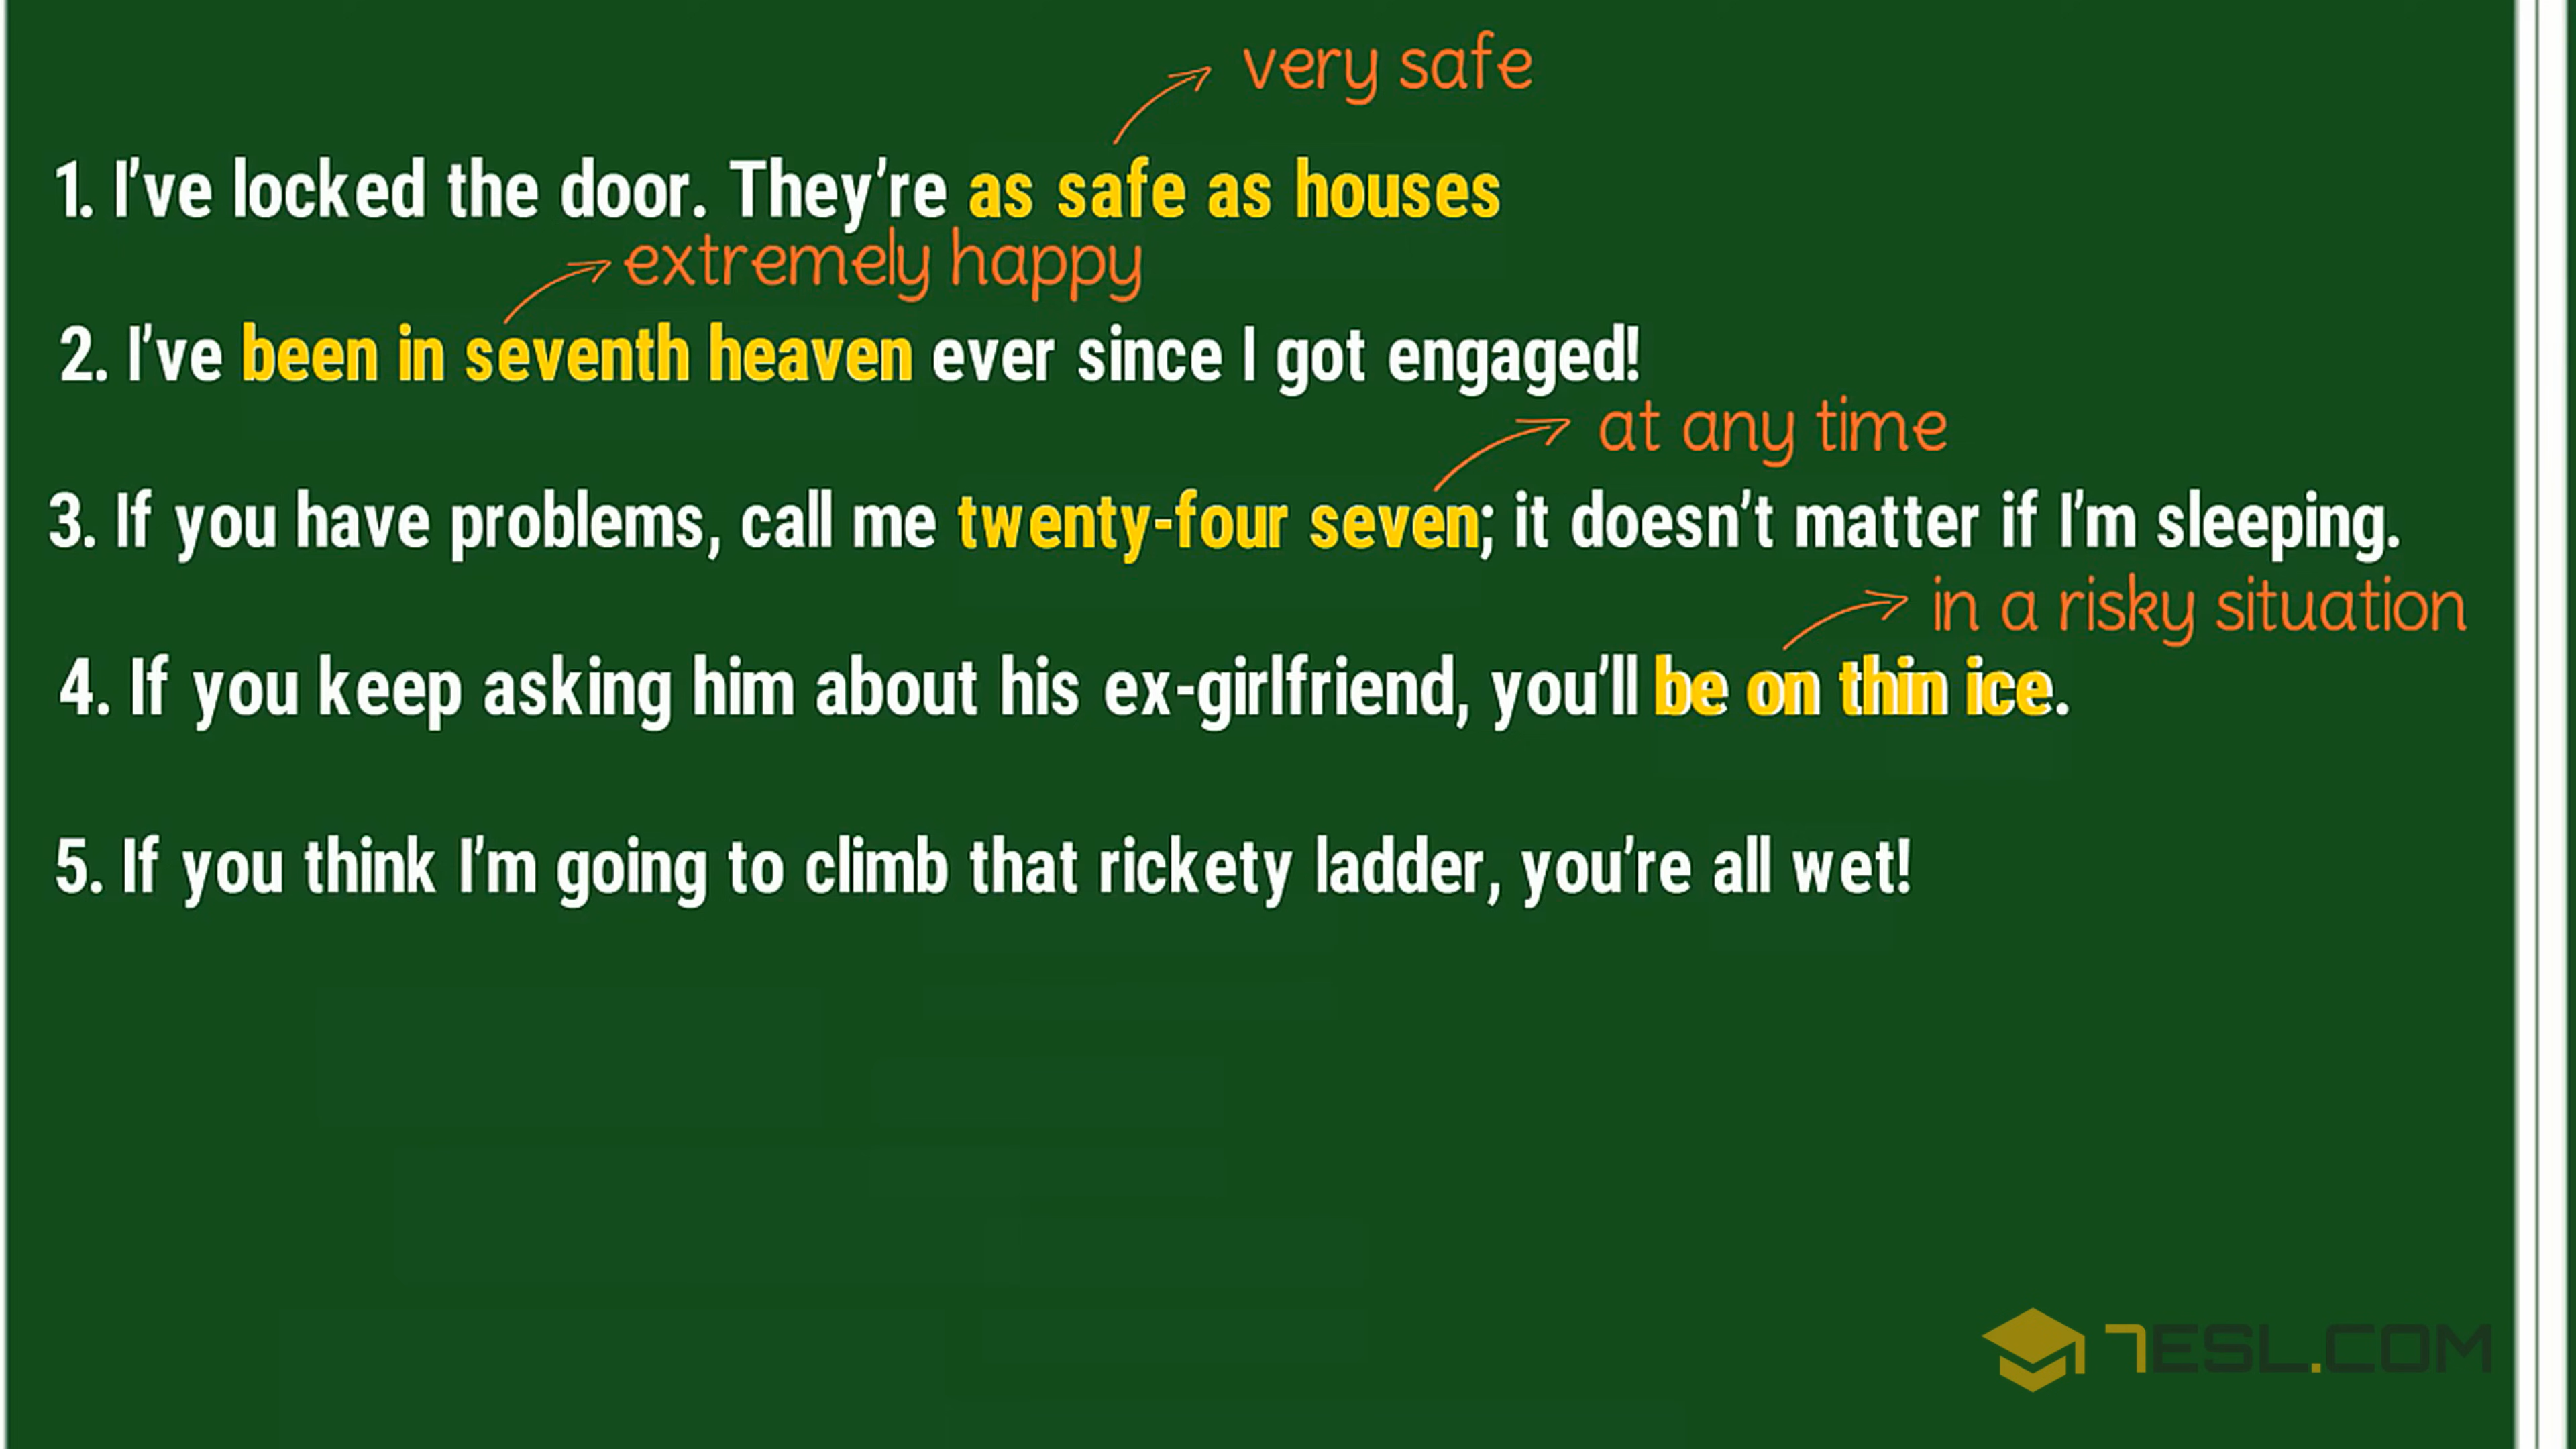 very safe
1. I've locked the door. They're as safe as houses
extremely happy
2. I've been in seventh heaven ever since I got engaged!
at any time
3. If you have problems, call me twenty-four seven; it doesn't matter if I'm sleeping.
in a risky situation
4. If you keep asking him about his ex-girlfriend, you'll be on thin ice.
5. If you think I'm going to climb that rickety ladder, you're all wet!
7ESL.COM